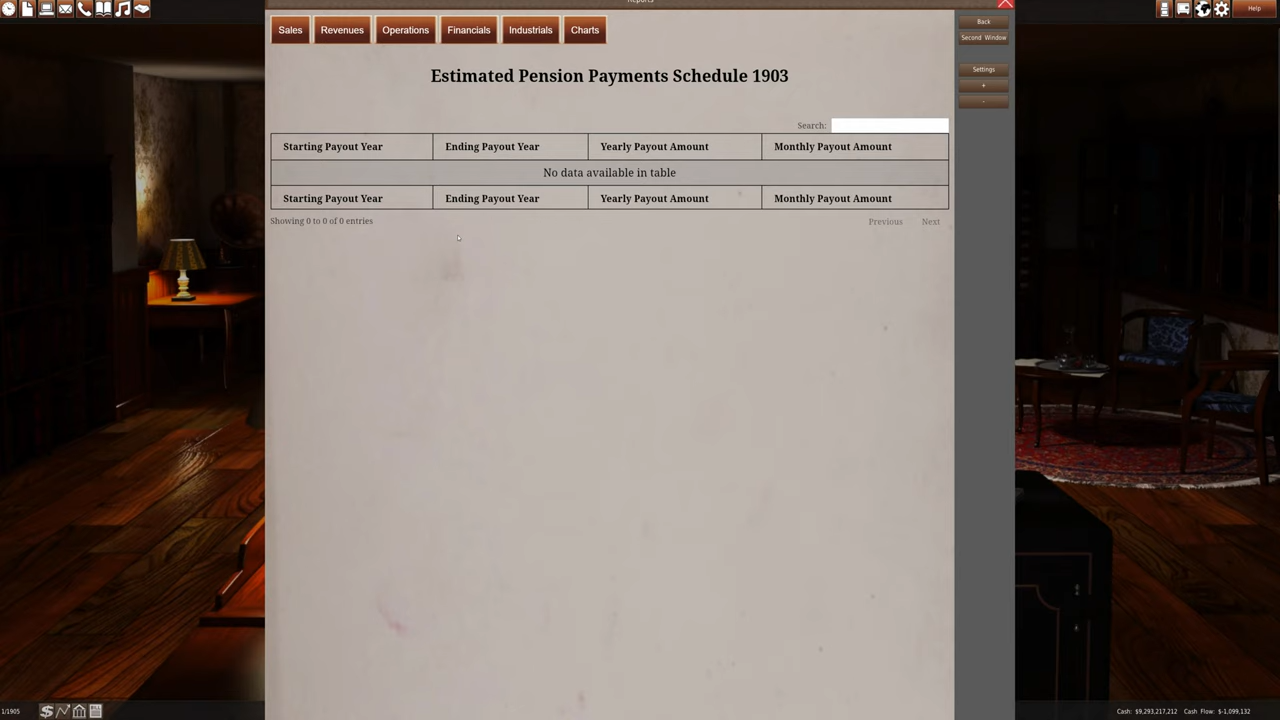 Reports
Help
Sales Revenues Operations Financials Industrials Charts
Back
Second Window
Settings
+
-
Estimated Pension Payments Schedule 1903
Search:
Starting Payout Year Ending Payout Year Yearly Payout Amount Monthly Payout Amount
No data available in table
Starting Payout Year Ending Payout Year Yearly Payout Amount Monthly Payout Amount
Showing 0 to 0 of 0 entries
Previous Next
1/1905
Cash: $9,293,217,212 Cash Flow: $-1,099,132